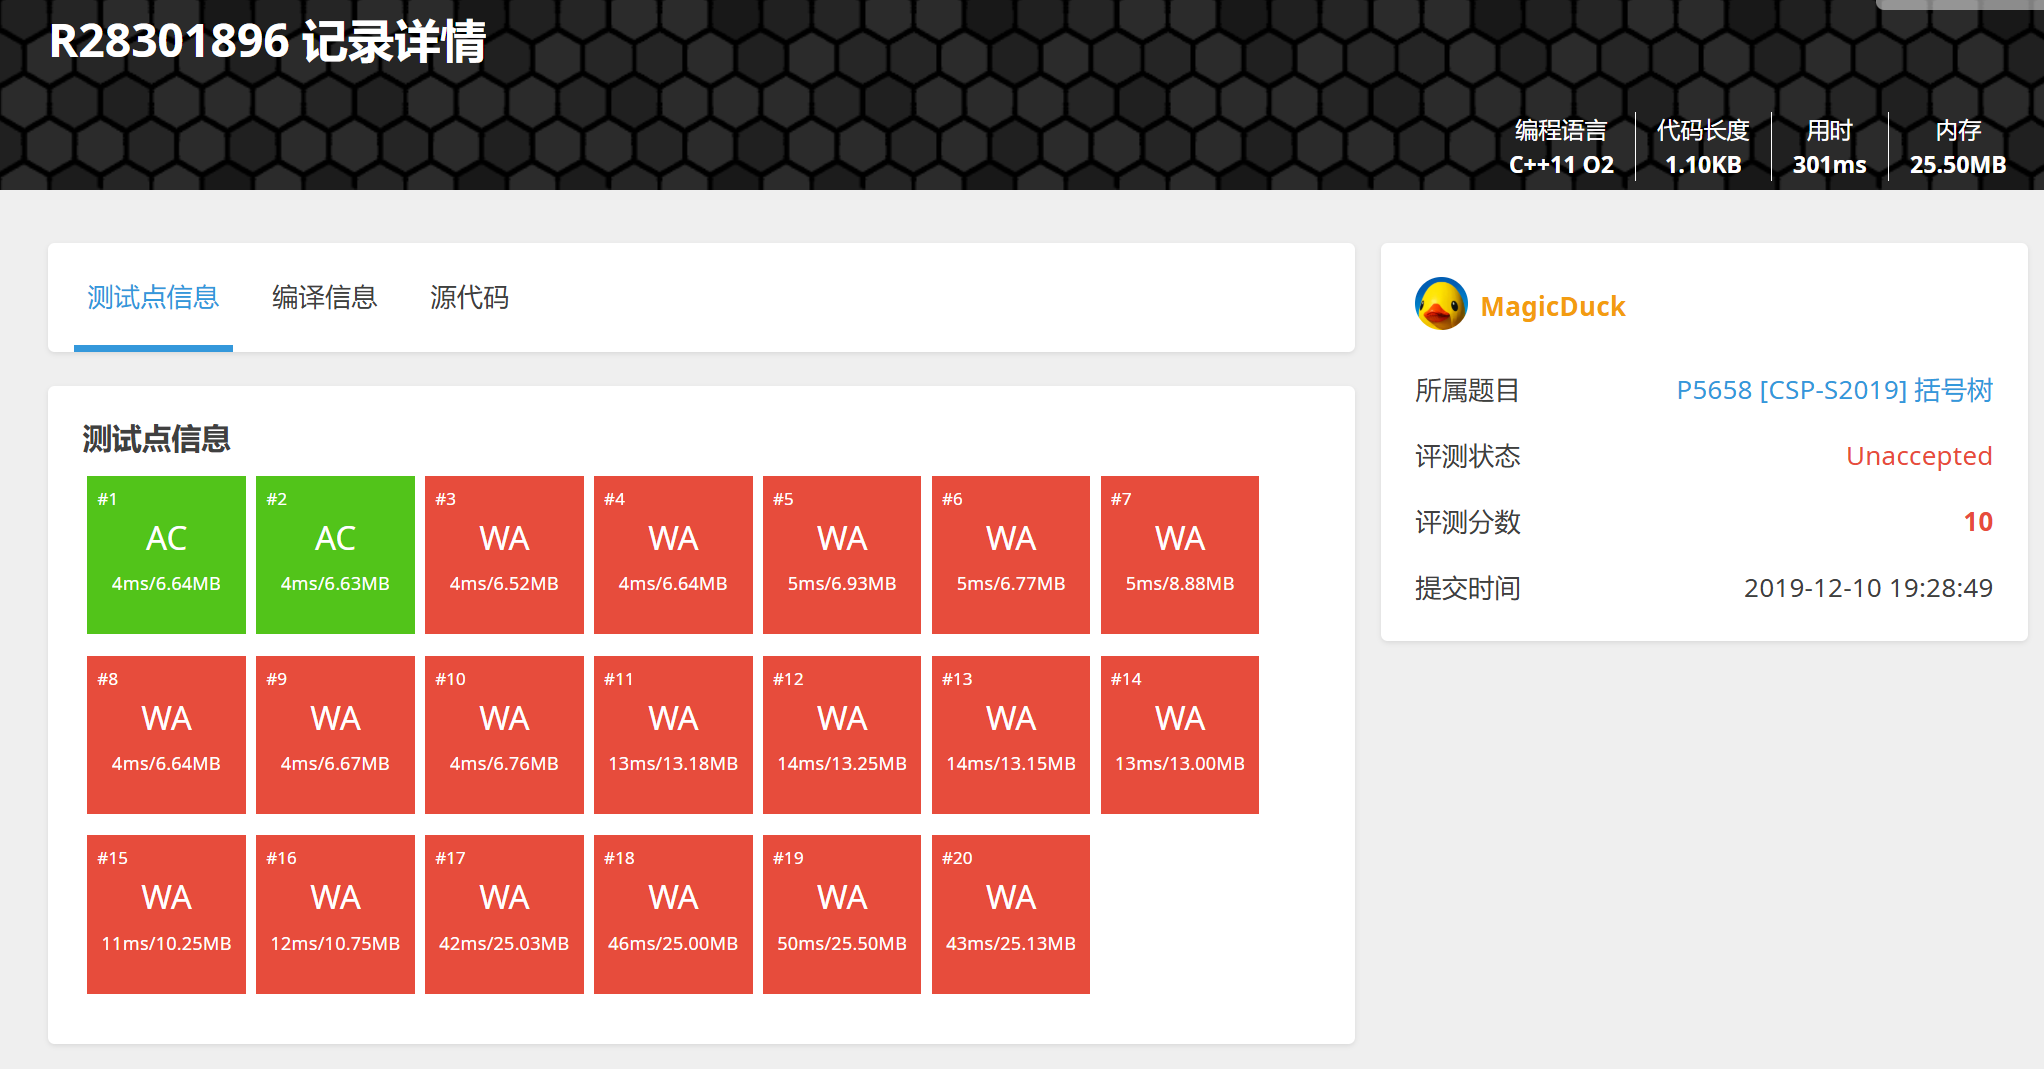 R28301896 记录详情
编程语言 代码长度 用时 内存
C++11 O2 1.10KB 301ms 25.50MB
测试点信息 编译信息 源代码
MagicDuck
所属题目 P5658 [CSP-S2019] 括号树
评测状态 Unaccepted
评测分数 10
提交时间 2019-12-10 19:28:49
测试点信息
#1 #2 #3 #4 #5 #6 #7
AC AC WA WA WA WA WA
4ms/6.64MB 4ms/6.63MB 4ms/6.52MB 4ms/6.64MB 5ms/6.93MB 5ms/6.77MB 5ms/8.88MB
#8 #9 #10 #11 #12 #13 #14
WA WA WA WA WA WA WA
4ms/6.64MB 4ms/6.67MB 4ms/6.76MB 13ms/13.18MB 14ms/13.25MB 14ms/13.15MB 13ms/13.00MB
#15 #16 #17 #18 #19 #20
WA WA WA WA WA WA
11ms/10.25MB 12ms/10.75MB 42ms/25.03MB 46ms/25.00MB 50ms/25.50MB 43ms/25.13MB